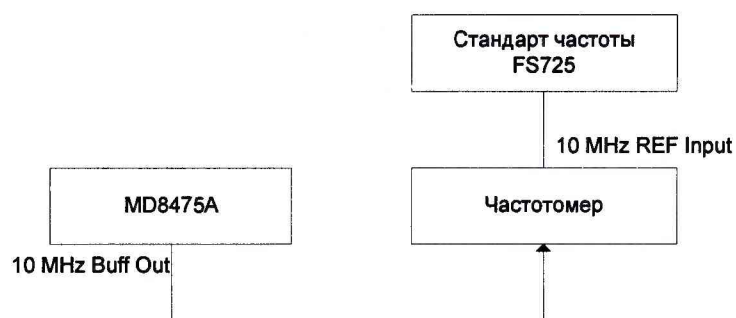 Стандарт частоты
FS725
10 MHz REF Input
MD8475A
Частотомер
10 MHz Buff Out